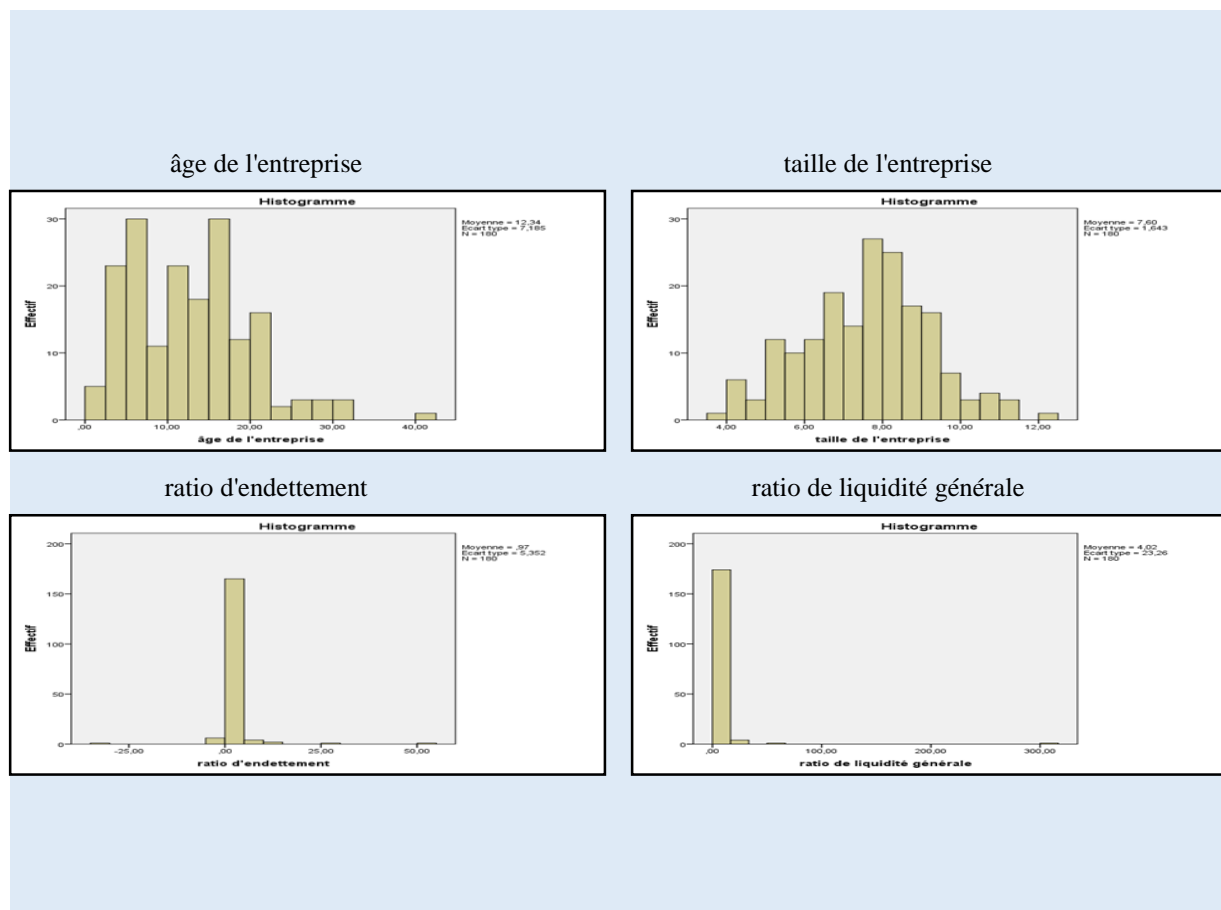 âge de l'entreprise
taille de l'entreprise
Histogramme
Moyenne = 12,34
Ecart type = 7,185
N = 180
Effectif
30
20
10
0
,00 10,00 20,00 30,00 40,00
âge de l'entreprise
Histogramme
Moyenne = 7,60
Ecart type = 1,643
N = 180
Effectif
30
20
10
0
4,00 6,00 8,00 10,00 12,00
taille de l'entreprise
ratio d'endettement
ratio de liquidité générale
Histogramme
Moyenne = ,97
Ecart type = 5,352
N = 180
Effectif
200
150
100
50
0
-25,00 ,00 25,00 50,00
ratio d'endettement
Histogramme
Moyenne = 4,02
Ecart type = 23,26
N = 180
Effectif
200
150
100
50
0
,00 100,00 200,00 300,00
ratio de liquidité générale